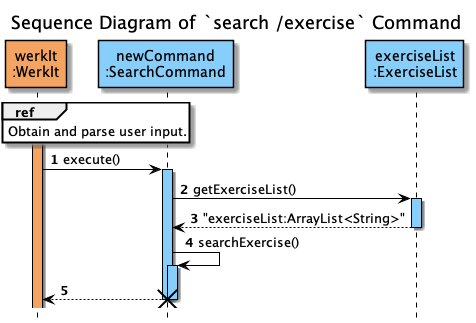 Sequence Diagram of `search /exercise` Command
werkIt
:WerkIt
newCommand
:SearchCommand
exerciseList
:ExerciseList
ref
Obtain and parse user input.
1 execute()
2 getExerciseList()
3 "exerciseList:ArrayList<String>"
4 searchExercise()
5